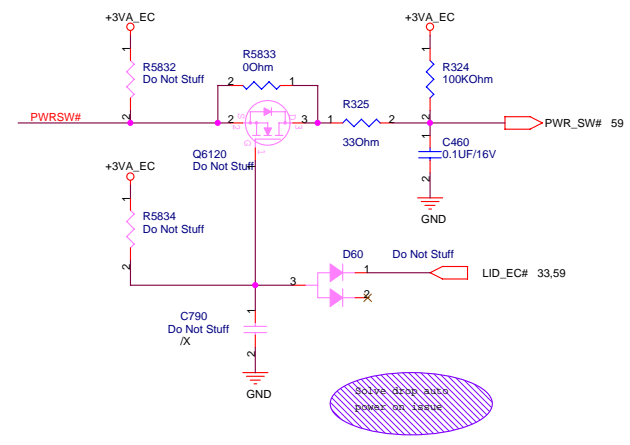 +3VA_EC
+3VA_EC
1
R5832
Do Not Stuff
2
R5833
0Ohm
2
1
1
R324
100KOhm
2
PWRSW#
2
S
D
3
G
1
Q6120
Do Not Stuff
R325
1
2
33Ohm
PWR_SW# 59
1
C460
0.1UF/16V
2
GND
+3VA_EC
1
R5834
Do Not Stuff
2
D60
Do Not Stuff
3
1
2
LID_EC# 33,59
C790
1
Do Not Stuff
/X
2
GND
Solve drop auto
power on issue